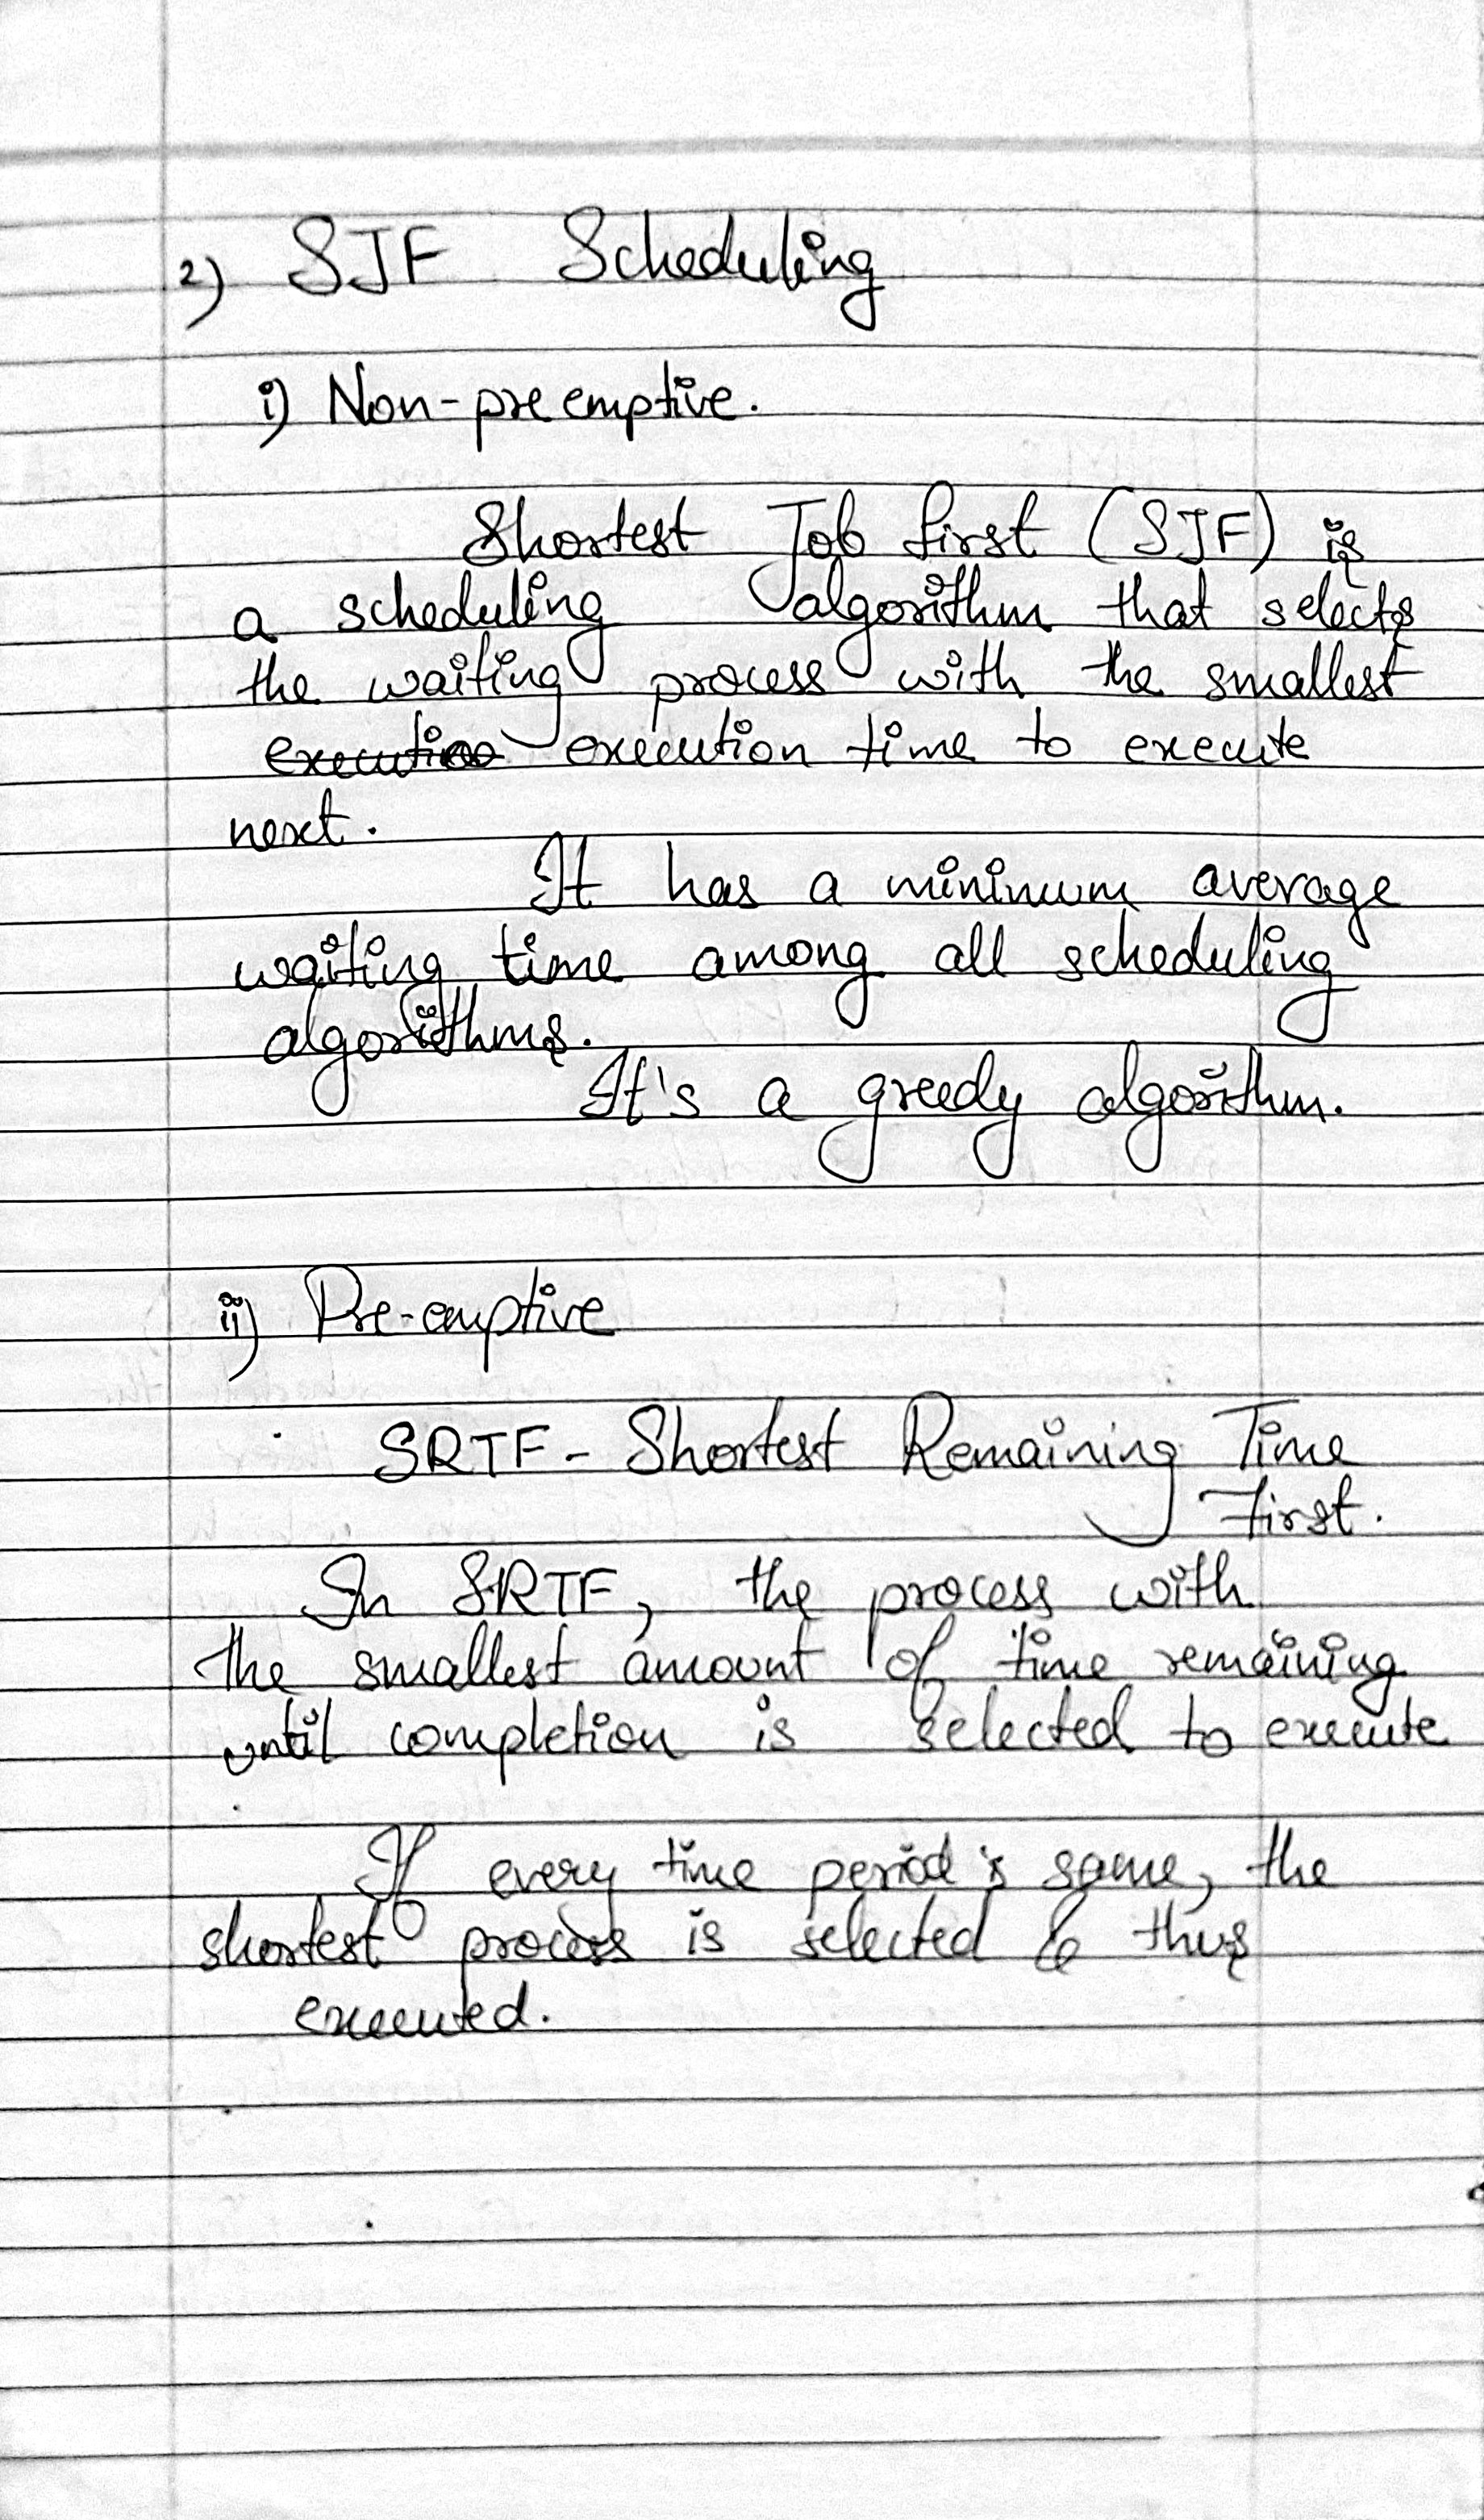 2) SJF Scheduling
i) Non-preemptive.
Shortest Job first (SJF) is
a scheduling algorithm that selects
the waiting process with the smallest
execution execution time to execute
next.
It has a minimum average
waiting time among all scheduling
algorithms.
It's a greedy algorithm.
ii) Pre-emptive
SRTF - Shortest Remaining Time
First.
In SRTF, the process with
the smallest amount of time remaining
until completion is selected to execute
.
If every time period is same, the
shortest process is selected & thus
executed.